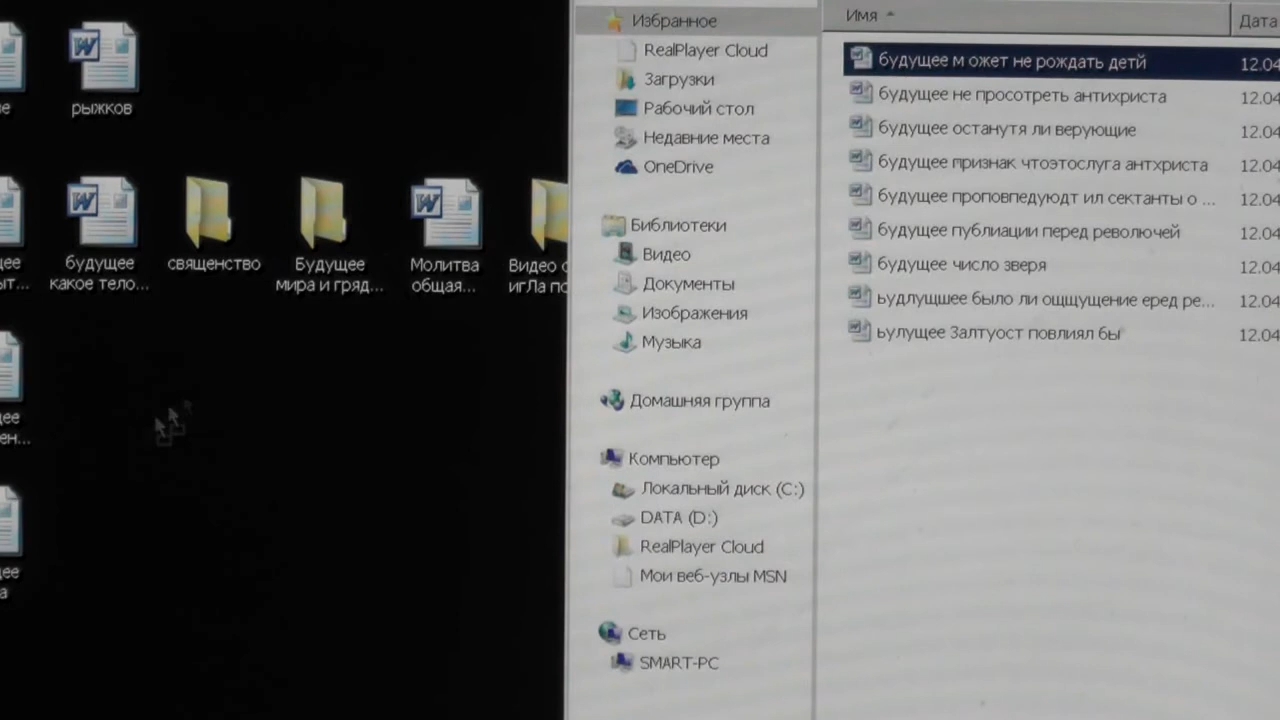 рыжков
будущее
какое тело...
священство
Будущее
мира и гряд...
Молитва
общая...
Видео
игЛа
Избранное
RealPlayer Cloud
Загрузки
Рабочий стол
Недавние места
OneDrive
Библиотеки
Видео
Документы
Изображения
Музыка
Домашняя группа
Компьютер
Локальный диск (C:)
DATA (D:)
RealPlayer Cloud
Мои веб-узлы MSN
Сеть
SMART-PC
Имя
Дата
будущее м ожет не рождать детй
12.04
будущее не просотреть антихриста
12.04
будущее останутя ли верующие
12.04
будущее признак чтоэтослуга антхриста
12.04
будущее проповпедуюдт ил сектанты о ...
12.04
будущее публиации перед револючей
12.04
будущее число зверя
12.04
ьудлущшее было ли ощщущение еред ре...
12.04
ьулущее Залтуост повлиял бы
12.04